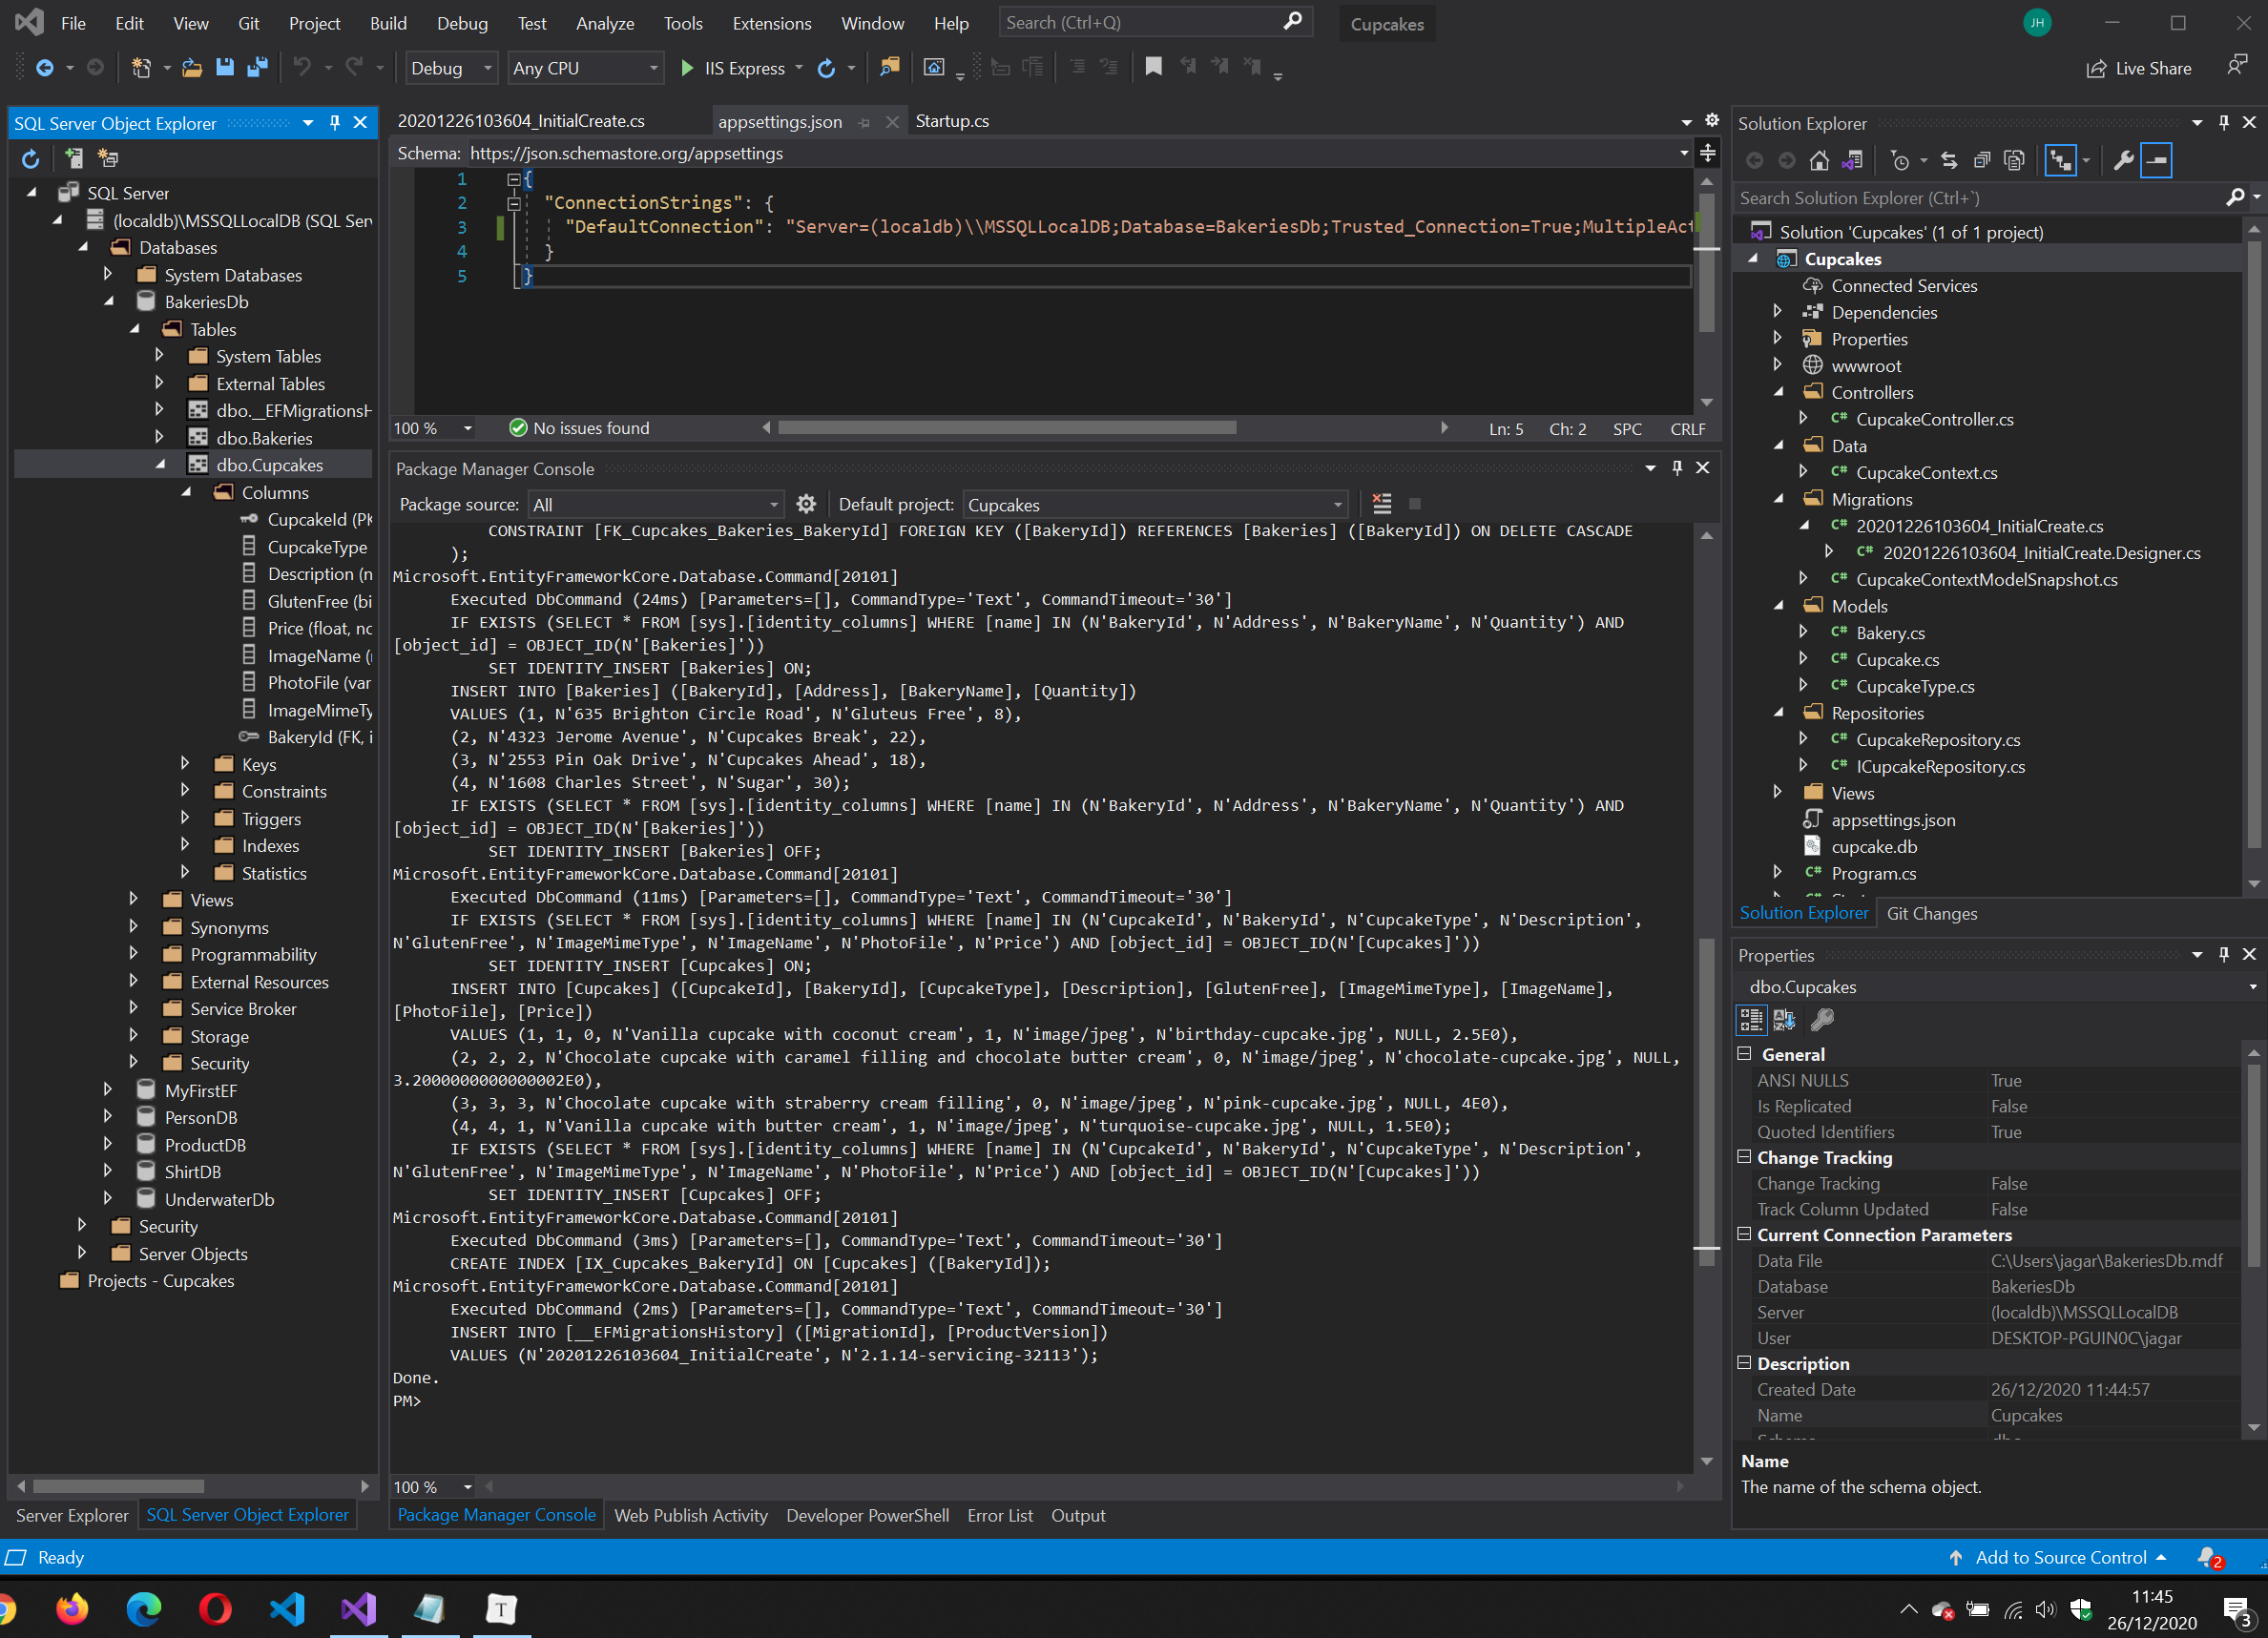 File Edit View Git Project Build Debug Test Analyze Tools Extensions Window Help Search (Ctrl+Q) Cupcakes JH
Debug Any CPU IIS Express Live Share
SQL Server Object Explorer
SQL Server
(localdb)\MSSQLLocalDB (SQL Serv
Databases
System Databases
BakeriesDb
Tables
System Tables
External Tables
dbo.__EFMigrationsH
dbo.Bakeries
dbo.Cupcakes
Columns
CupcakeId (PK
CupcakeType
Description (n
GlutenFree (bi
Price (float, no
ImageName (
PhotoFile (var
ImageMimeTy
BakeryId (FK, i
Keys
Constraints
Triggers
Indexes
Statistics
Views
Synonyms
Programmability
External Resources
Service Broker
Storage
Security
MyFirstEF
PersonDB
ProductDB
ShirtDB
UnderwaterDb
Security
Server Objects
Projects - Cupcakes
Server Explorer SQL Server Object Explorer
20201226103604_InitialCreate.cs appsettings.json Startup.cs
Schema: https://json.schemastore.org/appsettings
1 {
2 "ConnectionStrings": {
3 "DefaultConnection": "Server=(localdb)\\MSSQLLocalDB;Database=BakeriesDb;Trusted_Connection=True;MultipleAct
4 }
5 }
100 % No issues found Ln: 5 Ch: 2 SPC CRLF
Package Manager Console
Package source: All Default project: Cupcakes
CONSTRAINT [FK_Cupcakes_Bakeries_BakeryId] FOREIGN KEY ([BakeryId]) REFERENCES [Bakeries] ([BakeryId]) ON DELETE CASCADE
);
Microsoft.EntityFrameworkCore.Database.Command[20101]
Executed DbCommand (24ms) [Parameters=[], CommandType='Text', CommandTimeout='30']
IF EXISTS (SELECT * FROM [sys].[identity_columns] WHERE [name] IN (N'BakeryId', N'Address', N'BakeryName', N'Quantity') AND
[object_id] = OBJECT_ID(N'[Bakeries]'))
SET IDENTITY_INSERT [Bakeries] ON;
INSERT INTO [Bakeries] ([BakeryId], [Address], [BakeryName], [Quantity])
VALUES (1, N'635 Brighton Circle Road', N'Gluteus Free', 8),
(2, N'4323 Jerome Avenue', N'Cupcakes Break', 22),
(3, N'2553 Pin Oak Drive', N'Cupcakes Ahead', 18),
(4, N'1608 Charles Street', N'Sugar', 30);
IF EXISTS (SELECT * FROM [sys].[identity_columns] WHERE [name] IN (N'BakeryId', N'Address', N'BakeryName', N'Quantity') AND
[object_id] = OBJECT_ID(N'[Bakeries]'))
SET IDENTITY_INSERT [Bakeries] OFF;
Microsoft.EntityFrameworkCore.Database.Command[20101]
Executed DbCommand (11ms) [Parameters=[], CommandType='Text', CommandTimeout='30']
IF EXISTS (SELECT * FROM [sys].[identity_columns] WHERE [name] IN (N'CupcakeId', N'BakeryId', N'CupcakeType', N'Description',
N'GlutenFree', N'ImageMimeType', N'ImageName', N'PhotoFile', N'Price') AND [object_id] = OBJECT_ID(N'[Cupcakes]'))
SET IDENTITY_INSERT [Cupcakes] ON;
INSERT INTO [Cupcakes] ([CupcakeId], [BakeryId], [CupcakeType], [Description], [GlutenFree], [ImageMimeType], [ImageName],
[PhotoFile], [Price])
VALUES (1, 1, 0, N'Vanilla cupcake with coconut cream', 1, N'image/jpeg', N'birthday-cupcake.jpg', NULL, 2.5E0),
(2, 2, 2, N'Chocolate cupcake with caramel filling and chocolate butter cream', 0, N'image/jpeg', N'chocolate-cupcake.jpg', NULL,
3.2000000000000002E0),
(3, 3, 3, N'Chocolate cupcake with straberry cream filling', 0, N'image/jpeg', N'pink-cupcake.jpg', NULL, 4E0),
(4, 4, 1, N'Vanilla cupcake with butter cream', 1, N'image/jpeg', N'turquoise-cupcake.jpg', NULL, 1.5E0);
IF EXISTS (SELECT * FROM [sys].[identity_columns] WHERE [name] IN (N'CupcakeId', N'BakeryId', N'CupcakeType', N'Description',
N'GlutenFree', N'ImageMimeType', N'ImageName', N'PhotoFile', N'Price') AND [object_id] = OBJECT_ID(N'[Cupcakes]'))
SET IDENTITY_INSERT [Cupcakes] OFF;
Microsoft.EntityFrameworkCore.Database.Command[20101]
Executed DbCommand (3ms) [Parameters=[], CommandType='Text', CommandTimeout='30']
CREATE INDEX [IX_Cupcakes_BakeryId] ON [Cupcakes] ([BakeryId]);
Microsoft.EntityFrameworkCore.Database.Command[20101]
Executed DbCommand (2ms) [Parameters=[], CommandType='Text', CommandTimeout='30']
INSERT INTO [__EFMigrationsHistory] ([MigrationId], [ProductVersion])
VALUES (N'20201226103604_InitialCreate', N'2.1.14-servicing-32113');
Done.
PM>
100 %
Package Manager Console Web Publish Activity Developer PowerShell Error List Output
Solution Explorer
Search Solution Explorer (Ctrl+`)
Solution 'Cupcakes' (1 of 1 project)
Cupcakes
Connected Services
Dependencies
Properties
wwwroot
Controllers
C# CupcakeController.cs
Data
C# CupcakeContext.cs
Migrations
C# 20201226103604_InitialCreate.cs
C# 20201226103604_InitialCreate.Designer.cs
C# CupcakeContextModelSnapshot.cs
Models
C# Bakery.cs
C# Cupcake.cs
C# CupcakeType.cs
Repositories
C# CupcakeRepository.cs
C# ICupcakeRepository.cs
Views
appsettings.json
cupcake.db
C# Program.cs
Solution Explorer Git Changes
Properties
dbo.Cupcakes
General
ANSI NULLS True
Is Replicated False
Quoted Identifiers True
Change Tracking
Change Tracking False
Track Column Updated False
Current Connection Parameters
Data File C:\Users\jagar\BakeriesDb.mdf
Database BakeriesDb
Server (localdb)\MSSQLLocalDB
User DESKTOP-PGUIN0C\jagar
Description
Created Date 26/12/2020 11:44:57
Name Cupcakes
Name
The name of the schema object.
Ready Add to Source Control 2
T 11:45
26/12/2020 3